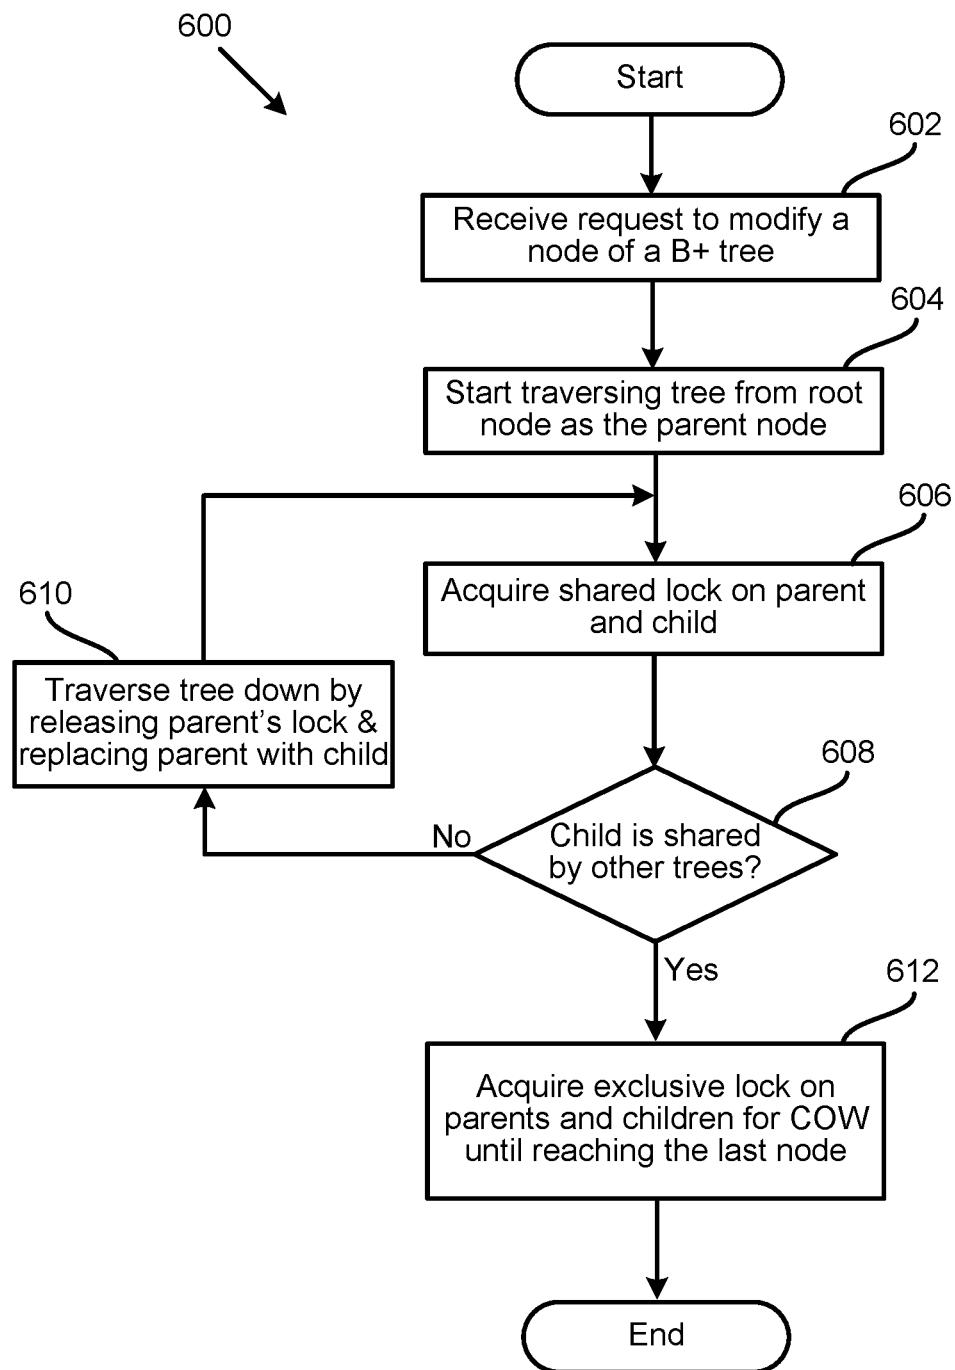 600
Start
602
Receive request to modify a
node of a B+ tree
604
Start traversing tree from root
node as the parent node
606
Acquire shared lock on parent
and child
610
Traverse tree down by
releasing parent's lock &
replacing parent with child
608
Child is shared
by other trees?
No
Yes
612
Acquire exclusive lock on
parents and children for COW
until reaching the last node
End